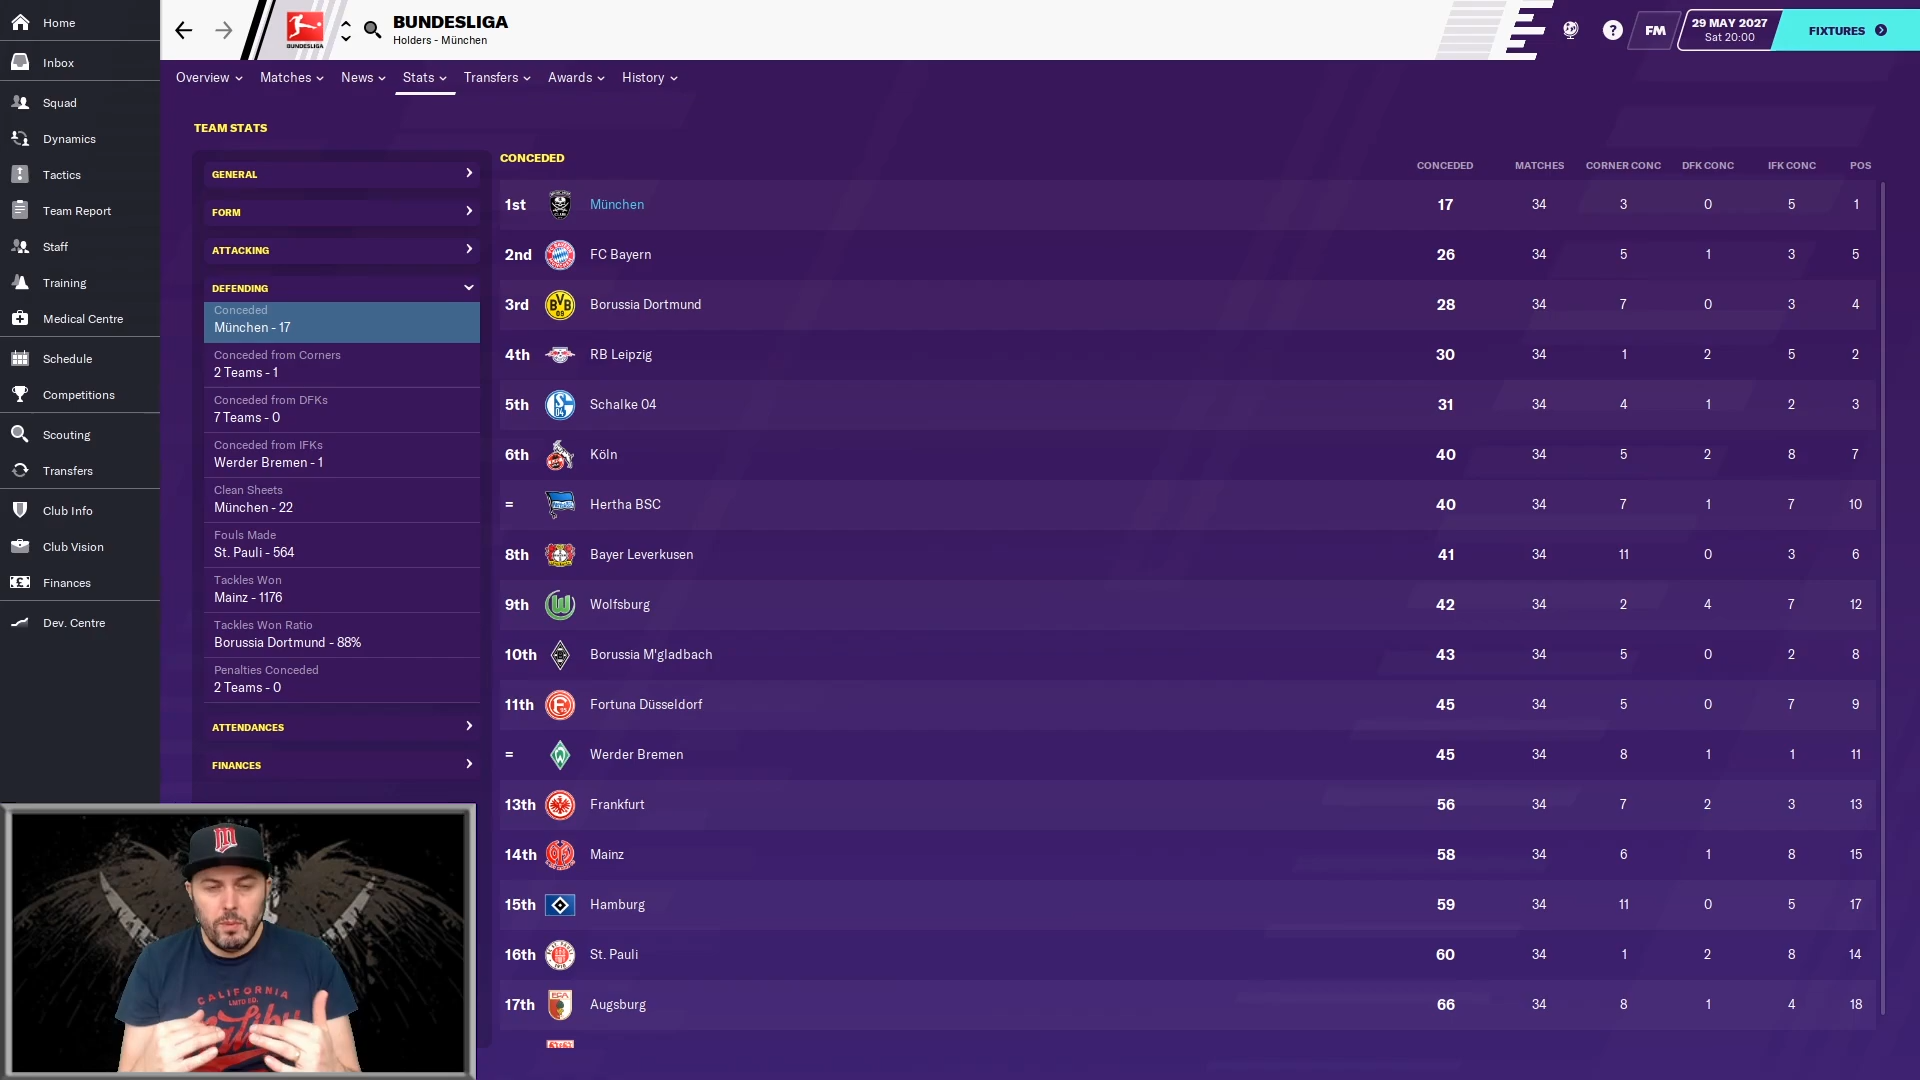 Home
Inbox
Squad
Dynamics
Tactics
Team Report
Staff
Training
Medical Centre
Schedule
Competitions
Scouting
Transfers
Club Info
Club Vision
Finances
Dev. Centre
BUNDESLIGA
BUNDESLIGA
Holders - München
FM
29 MAY 2027
Sat 20:00
FIXTURES
Overview Matches News Stats Transfers Awards History
TEAM STATS
GENERAL
FORM
ATTACKING
DEFENDING
Conceded
München - 17
Conceded from Corners
2 Teams - 1
Conceded from DFKs
7 Teams - 0
Conceded from IFKs
Werder Bremen - 1
Clean Sheets
München - 22
Fouls Made
St. Pauli - 564
Tackles Won
Mainz - 1176
Tackles Won Ratio
Borussia Dortmund - 88%
Penalties Conceded
2 Teams - 0
ATTENDANCES
FINANCES
CONCEDED
CONCEDED MATCHES CORNER CONC DFK CONC IFK CONC POS
1st München 17 34 3 0 5 1
2nd FC Bayern 26 34 5 1 3 5
3rd Borussia Dortmund 28 34 7 0 3 4
4th RB Leipzig 30 34 1 2 5 2
5th Schalke 04 31 34 4 1 2 3
6th Köln 40 34 5 2 8 7
= Hertha BSC 40 34 7 1 7 10
8th Bayer Leverkusen 41 34 11 0 3 6
9th Wolfsburg 42 34 2 4 7 12
10th Borussia M'gladbach 43 34 5 0 2 8
11th Fortuna Düsseldorf 45 34 5 0 7 9
= Werder Bremen 45 34 8 1 1 11
13th Frankfurt 56 34 7 2 3 13
14th Mainz 58 34 6 1 8 15
15th Hamburg 59 34 11 0 5 17
16th St. Pauli 60 34 1 2 8 14
17th Augsburg 66 34 8 1 4 18
CALIFORNIA